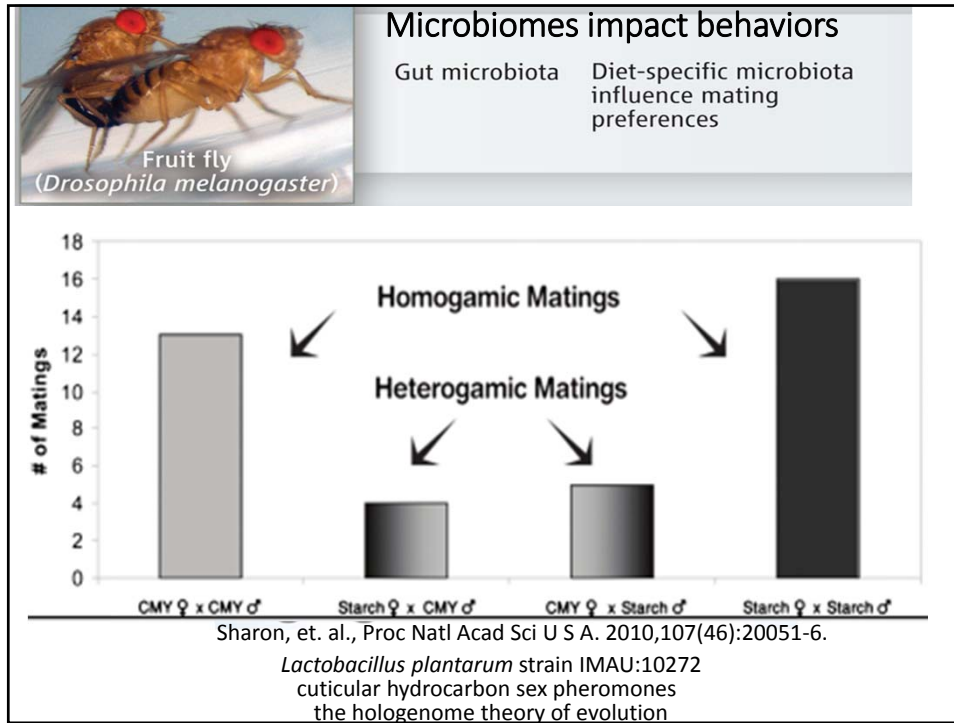 Microbiomes impact behaviors
Gut microbiota
Diet-specific microbiota
influence mating
preferences
Fruit fly
(Drosophila melanogaster)
18
16
14
12
10
8
6
4
2
0
# of Matings
Homogamic Matings
Heterogamic Matings
CMY ♀ x CMY ♂
Starch ♀ x CMY ♂
CMY ♀ x Starch ♂
Starch ♀ x Starch ♂
Sharon, et. al., Proc Natl Acad Sci U S A. 2010,107(46):20051-6.
Lactobacillus plantarum strain IMAU:10272
cuticular hydrocarbon sex pheromones
the hologenome theory of evolution